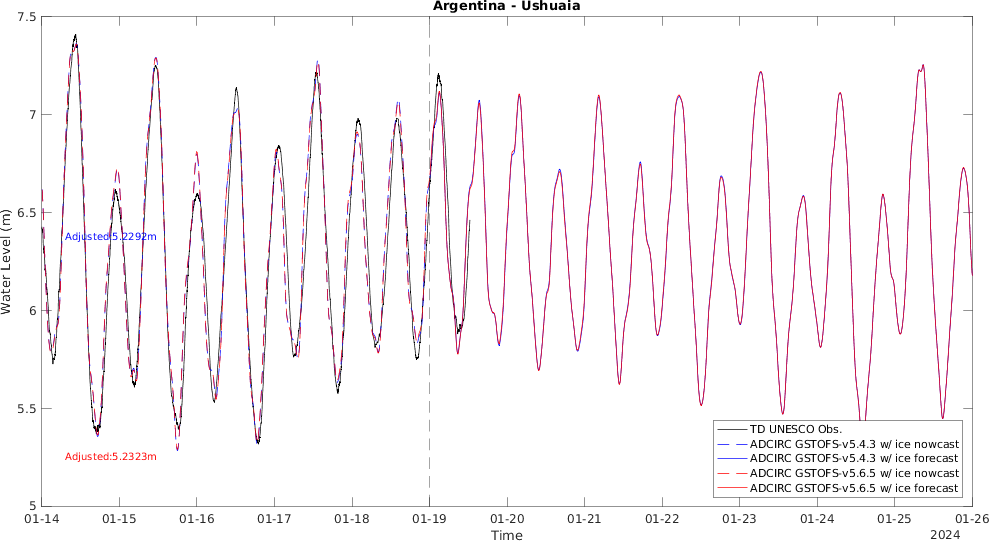 Argentina - Ushuaia
7.5
7
6.5
6
5.5
5
Water Level (m)
Adjusted:5.2292m
Adjusted:5.2323m
TD UNESCO Obs.
ADCIRC GSTOFS-v5.4.3 w/ ice nowcast
ADCIRC GSTOFS-v5.4.3 w/ ice forecast
ADCIRC GSTOFS-v5.6.5 w/ ice nowcast
ADCIRC GSTOFS-v5.6.5 w/ ice forecast
01-14 01-15 01-16 01-17 01-18 01-19 01-20 01-21 01-22 01-23 01-24 01-25 01-26
Time
2024